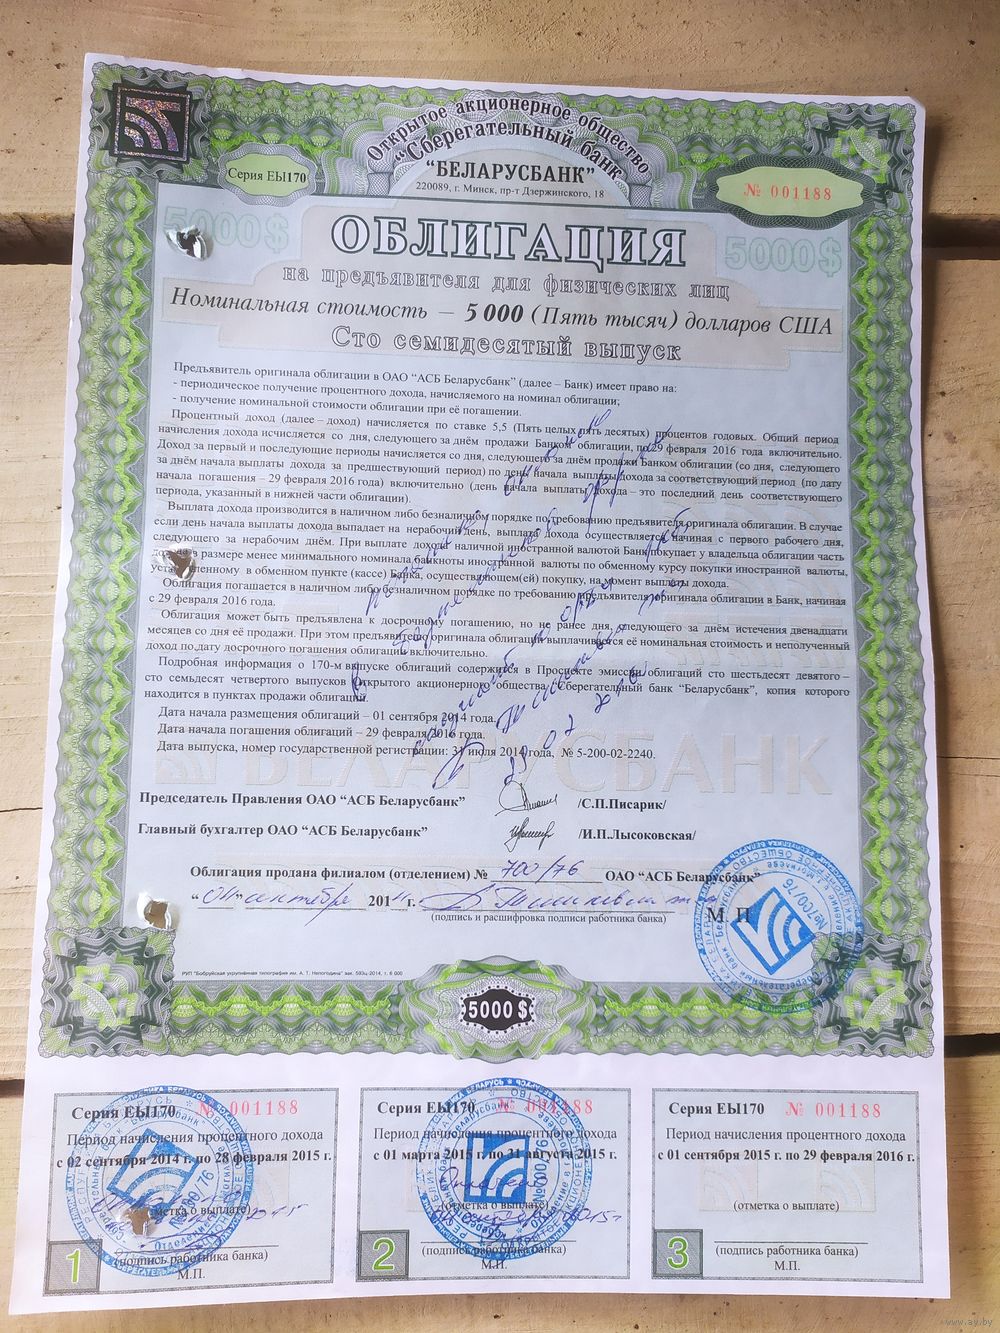 Открытое акционерное общество
“Сберегательный банк
“БЕЛАРУСБАНК”
220089, г. Минск, пр-т Дзержинского, 18
Серия ЕЫ170
№ 001188
5000$ 5000$
ОБЛИГАЦИЯ
на предъявителя для физических лиц
Номинальная стоимость – 5 000 (Пять тысяч) долларов США
Сто семидесятый выпуск
Предъявитель оригинала облигации в ОАО “АСБ Беларусбанк” (далее – Банк) имеет право на:
- периодическое получение процентного дохода, начисляемого на номинал облигации;
- получение номинальной стоимости облигации при её погашении.
Процентный доход (далее – доход) начисляется по ставке 5,5 (Пять целых пять десятых) процентов годовых. Общий период
начисления дохода исчисляется со дня, следующего за днём продажи Банком облигации, по 29 февраля 2016 года включительно.
Доход за первый и последующие периоды начисляется со дня, следующего за днём продажи Банком облигации (со дня, следующего
за днём начала выплаты дохода за предшествующий период) по день начала выплаты дохода за соответствующий период (по дату
начала погашения – 29 февраля 2016 года) включительно (день начала выплаты дохода – это последний день соответствующего
периода, указанный в нижней части облигации).
Выплата дохода производится в наличном либо безналичном порядке по требованию предъявителя оригинала облигации. В случае
если день начала выплаты дохода выпадает на нерабочий день, выплата дохода осуществляется начиная с первого рабочего дня,
следующего за нерабочим днём. При выплате дохода наличной иностранной валютой Банк покупает у владельца облигации часть
дохода в размере менее минимального номинала банкноты иностранной валюты по обменному курсу покупки иностранной валюты,
установленному в обменном пункте (кассе) Банка, осуществляющем(ей) покупку, на момент выплаты дохода.
Облигация погашается в наличном либо безналичном порядке по требованию предъявителя оригинала облигации в Банк, начиная
с 29 февраля 2016 года.
Облигация может быть предъявлена к досрочному погашению, но не ранее дня, следующего за днём истечения двенадцати
месяцев со дня её продажи. При этом предъявителю оригинала облигации выплачивается её номинальная стоимость и неполученный
доход по дату досрочного погашения облигации включительно.
Подробная информация о 170-м выпуске облигаций содержится в Проспекте эмиссии облигаций сто шестьдесят девятого –
сто семьдесят четвертого выпусков Открытого акционерного общества “Сберегательный банк “Беларусбанк”, копия которого
находится в пунктах продажи облигаций.
Дата начала размещения облигаций – 01 сентября 2014 года.
Дата начала погашения облигаций – 29 февраля 2016 года.
Дата выпуска, номер государственной регистрации: 31 июля 2014 года, № 5-200-02-2240.
БЕЛАРУСБАНК
Председатель Правления ОАО “АСБ Беларусбанк” /С.П.Писарик/
Главный бухгалтер ОАО “АСБ Беларусбанк” /И.П.Лысоковская/
Облигация продана филиалом (отделением) № 700/76 ОАО “АСБ Беларусбанк”
“01” сентября 2014 г.
(подпись и расшифровка подписи работника банка)
М. П.
РУП “Бобруйская укрупнённая типография им. А. Т. Непогодина” зак. 593ц-2014, т. 6 000
5000 $
Серия ЕЫ170 № 001188
Период начисления процентного дохода
с 02 сентября 2014 г. по 28 февраля 2015 г.
(отметка о выплате)
(подпись работника банка)
М.П.
1
Серия ЕЫ170 № 001188
Период начисления процентного дохода
с 01 марта 2015 г. по 31 августа 2015 г.
(отметка о выплате)
(подпись работника банка)
М.П.
2
Серия ЕЫ170 № 001188
Период начисления процентного дохода
с 01 сентября 2015 г. по 29 февраля 2016 г.
(отметка о выплате)
(подпись работника банка)
М.П.
3
www.ay.by